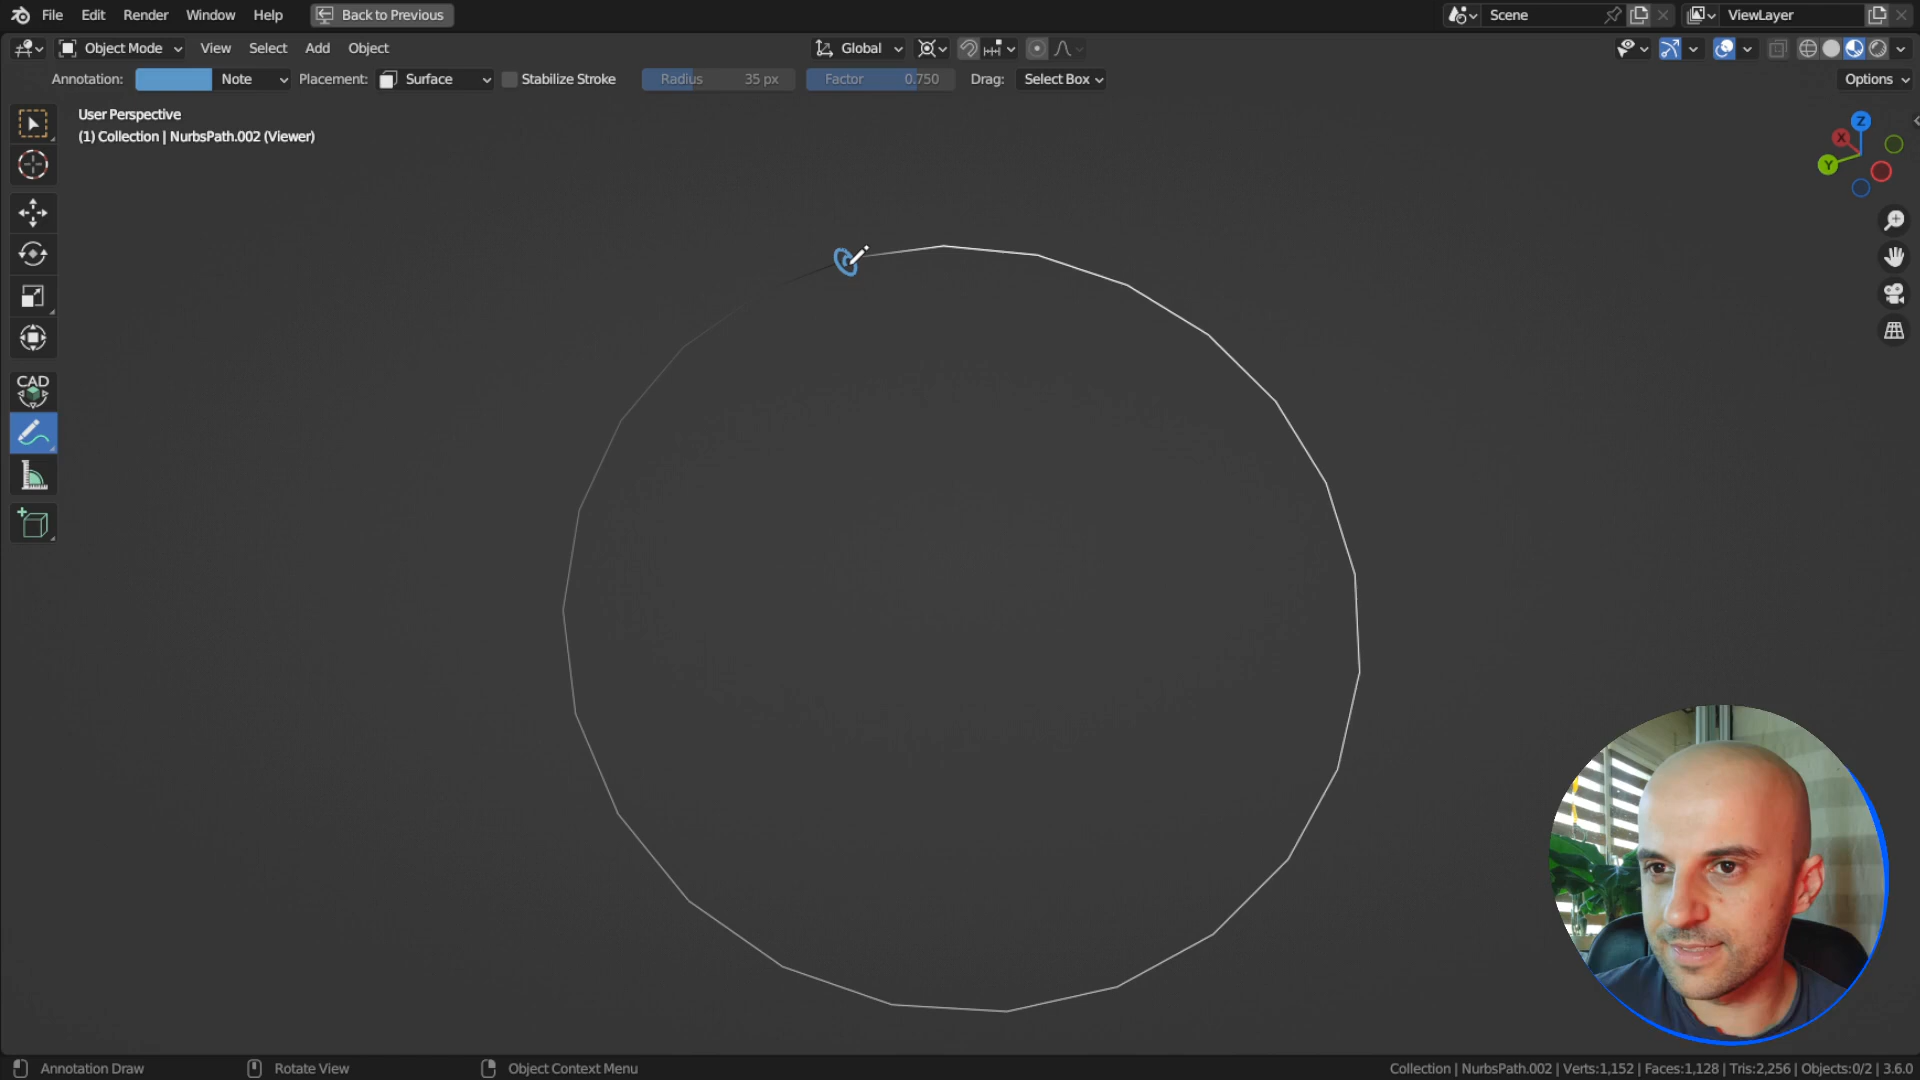 File Edit Render Window Help Back to Previous Scene ViewLayer
Object Mode View Select Add Object Global
Annotation: Note Placement: Surface Stabilize Stroke Radius 35 px Factor 0.750 Drag: Select Box Options
User Perspective
(1) Collection | NurbsPath.002 (Viewer)
Z
X
Y
CAD
Annotation Draw Rotate View Object Context Menu Collection | NurbsPath.002 | Verts:1,152 | Faces:1,128 | Tris:2,256 | Objects:0/2 | 3.6.0